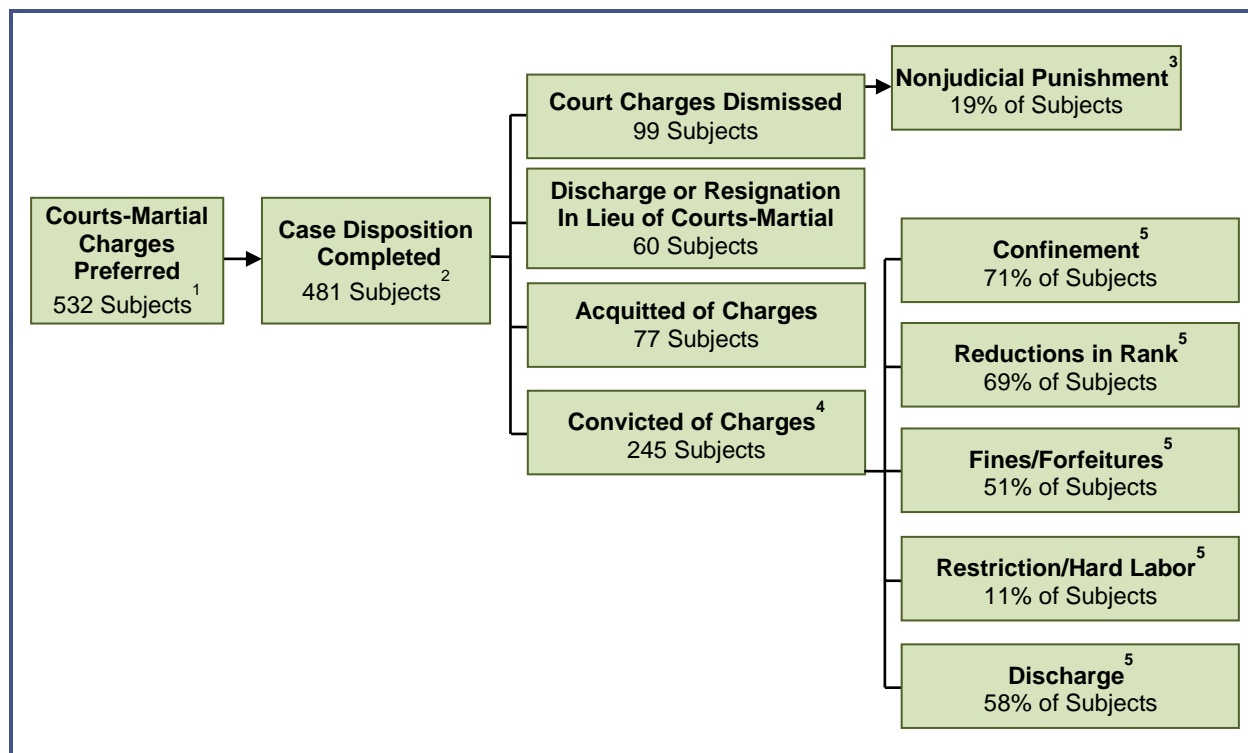 Courts-Martial
Charges
Preferred
532 Subjects1
Case Disposition
Completed
481 Subjects2
Court Charges Dismissed
99 Subjects
Nonjudicial Punishment3
19% of Subjects
Discharge or Resignation
In Lieu of Courts-Martial
60 Subjects
Acquitted of Charges
77 Subjects
Convicted of Charges4
245 Subjects
Confinement5
71% of Subjects
Reductions in Rank5
69% of Subjects
Fines/Forfeitures5
51% of Subjects
Restriction/Hard Labor5
11% of Subjects
Discharge5
58% of Subjects